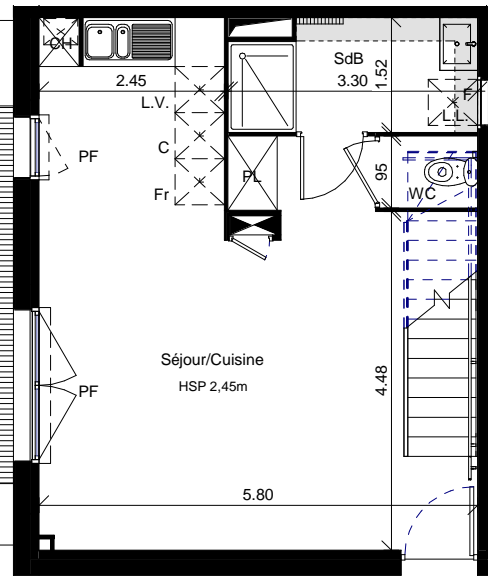 CH
SdB
2.45
3.30
1.52
L.V.
F
L.L.
PF
C
PL
95
WC
Fr
Séjour/Cuisine
HSP 2,45m
4.48
PF
5.80